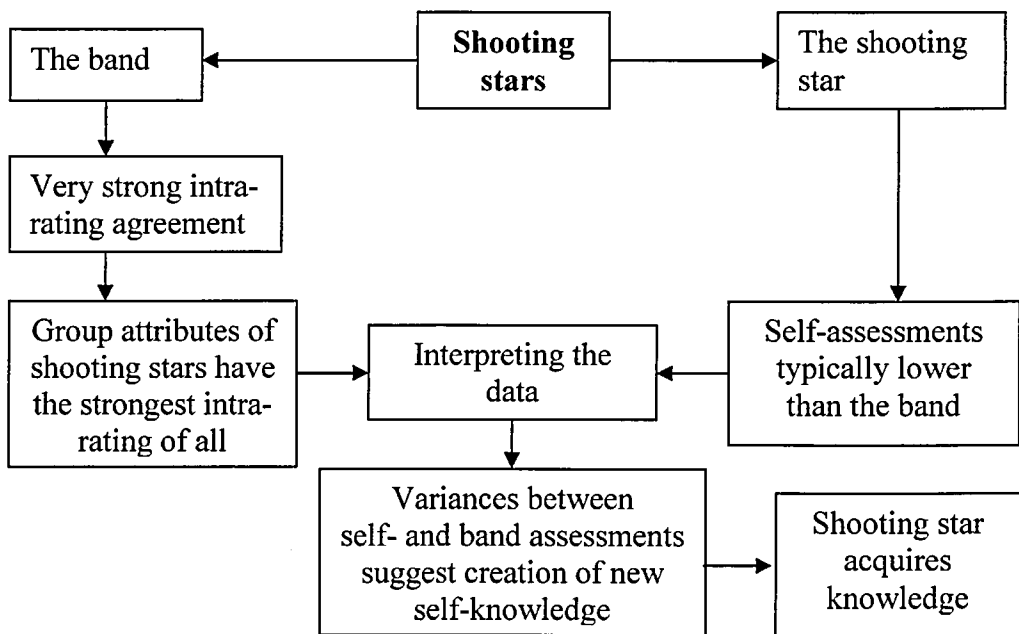 The band
Shooting
stars
The shooting
star
Very strong intra-
rating agreement
Group attributes of
shooting stars have
the strongest intra-
rating of all
Interpreting the
data
Self-assessments
typically lower
than the band
Variances between
self- and band assessments
suggest creation of new
self-knowledge
Shooting star
acquires
knowledge